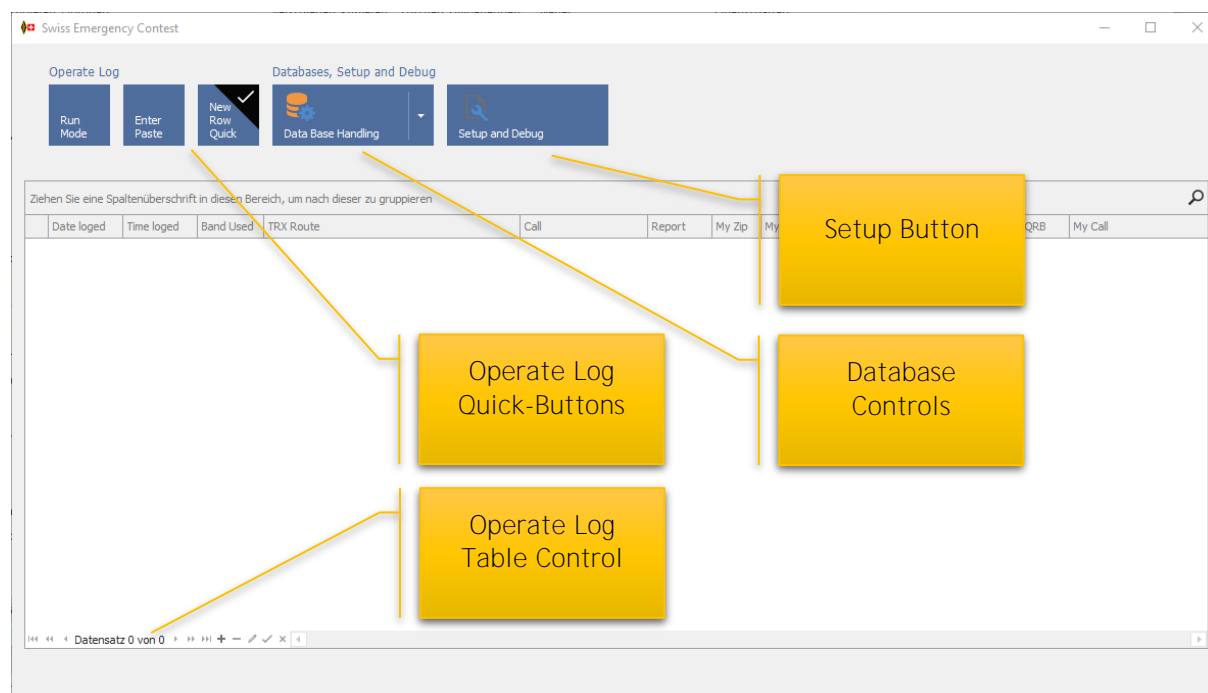 Swiss Emergency Contest
Operate Log
Databases, Setup and Debug
Run
Mode
Enter
Paste
New
Row
Quick
Data Base Handling
Setup and Debug
Ziehen Sie eine Spaltenüberschrift in diesen Bereich, um nach dieser zu gruppieren
Date loged Time loged Band Used TRX Route Call Report My Zip My QRB My Call
Setup Button
Operate Log
Quick-Buttons
Database
Controls
Operate Log
Table Control
Datensatz 0 von 0